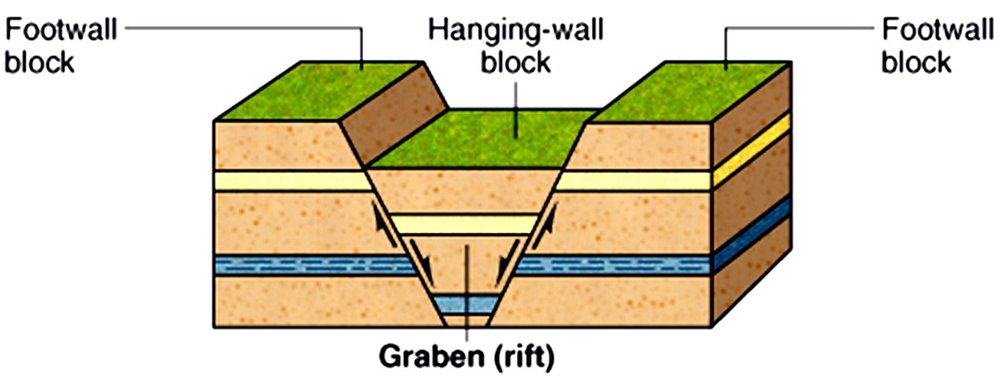 Footwall
block
Hanging-wall
block
Footwall
block
Graben (rift)